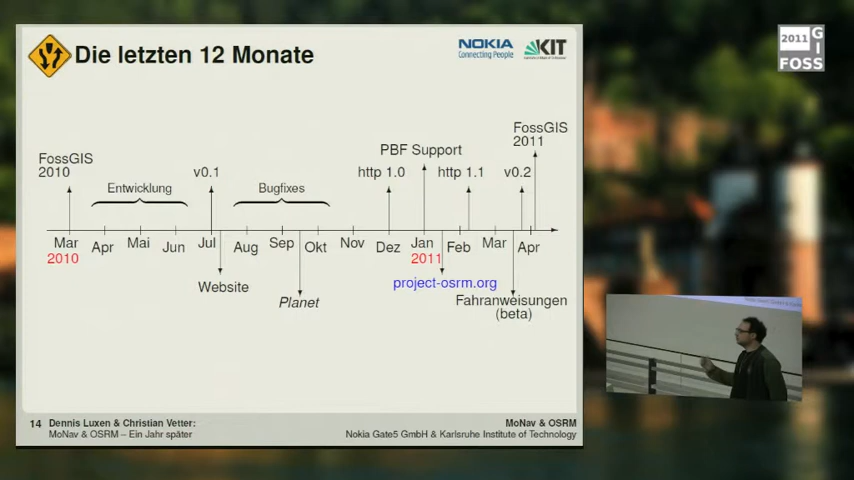 Die letzten 12 Monate
NOKIA
Connecting People
KIT
2011
GI
FOSS
FossGIS
2010
Entwicklung
v0.1
Bugfixes
http 1.0
PBF Support
http 1.1
v0.2
FossGIS
2011
Mar Apr Mai Jun Jul Aug Sep Okt Nov Dez Jan Feb Mar Apr
2010
2011
Website
Planet
project-osrm.org
Fahranweisungen
(beta)
14 Dennis Luxen & Christian Vetter:
MoNav & OSRM – Ein Jahr später
MoNav & OSRM
Nokia Gate5 GmbH & Karlsruhe Institute of Technology